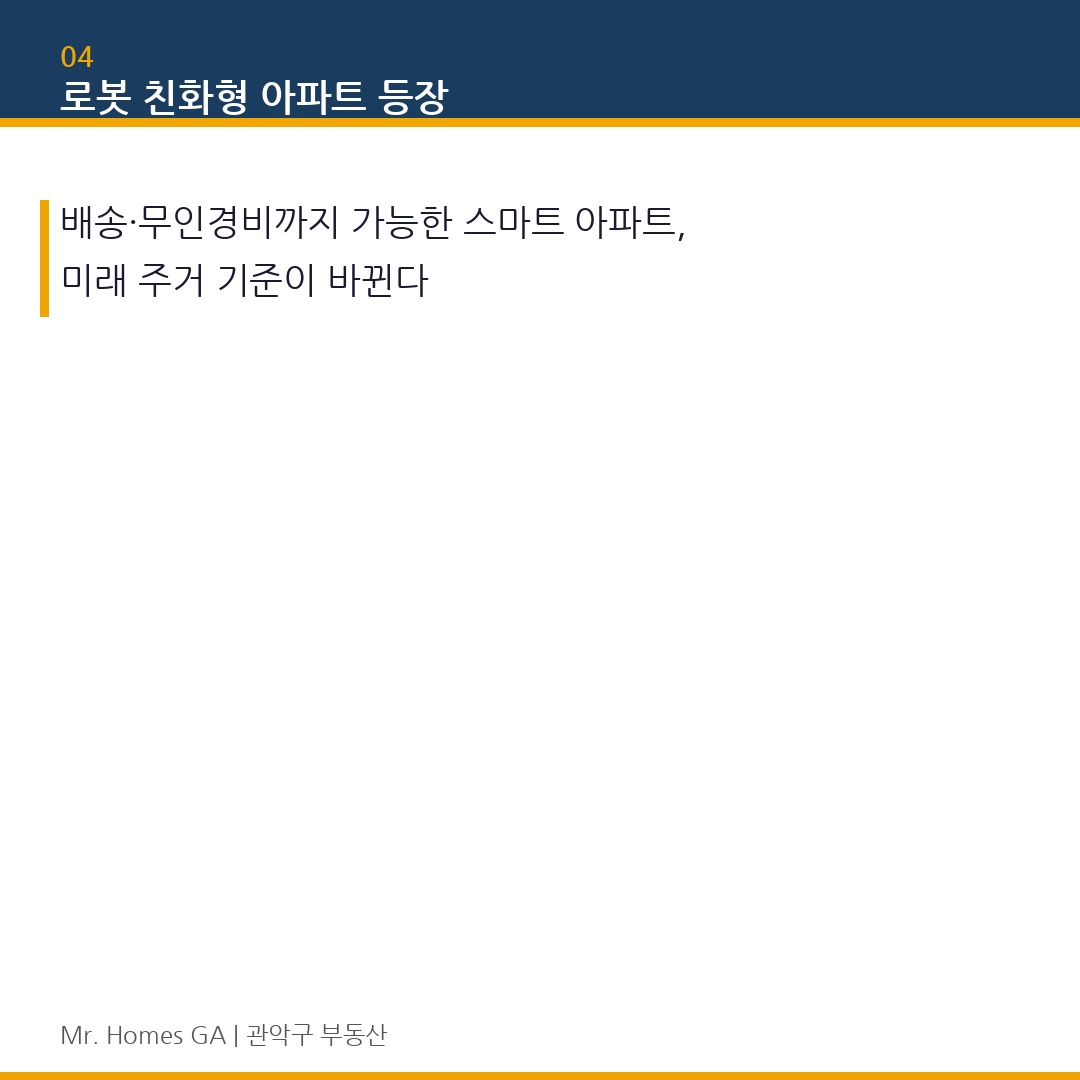 04
로봇 친화형 아파트 등장
배송·무인경비까지 가능한 스마트 아파트,
미래 주거 기준이 바뀐다
Mr. Homes GA | 관악구 부동산